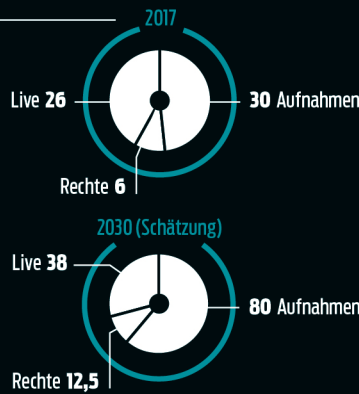 2017
Live 26
30 Aufnahmen
Rechte 6
2030 (Schätzung)
Live 38
80 Aufnahmen
Rechte 12,5